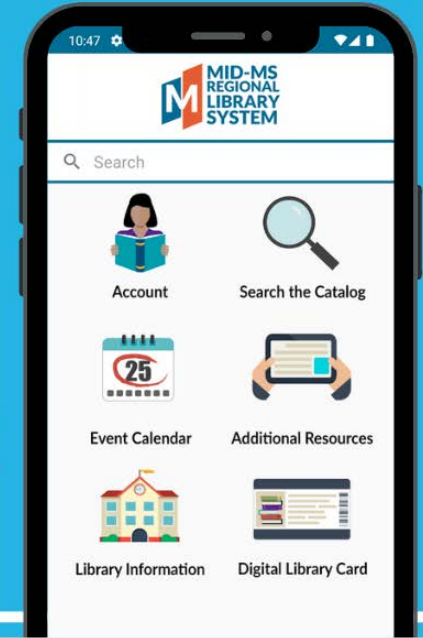 10:47
MID-MS
REGIONAL
LIBRARY
SYSTEM
M
Search
Account
Search the Catalog
25
Event Calendar
Additional Resources
Library Information
Digital Library Card